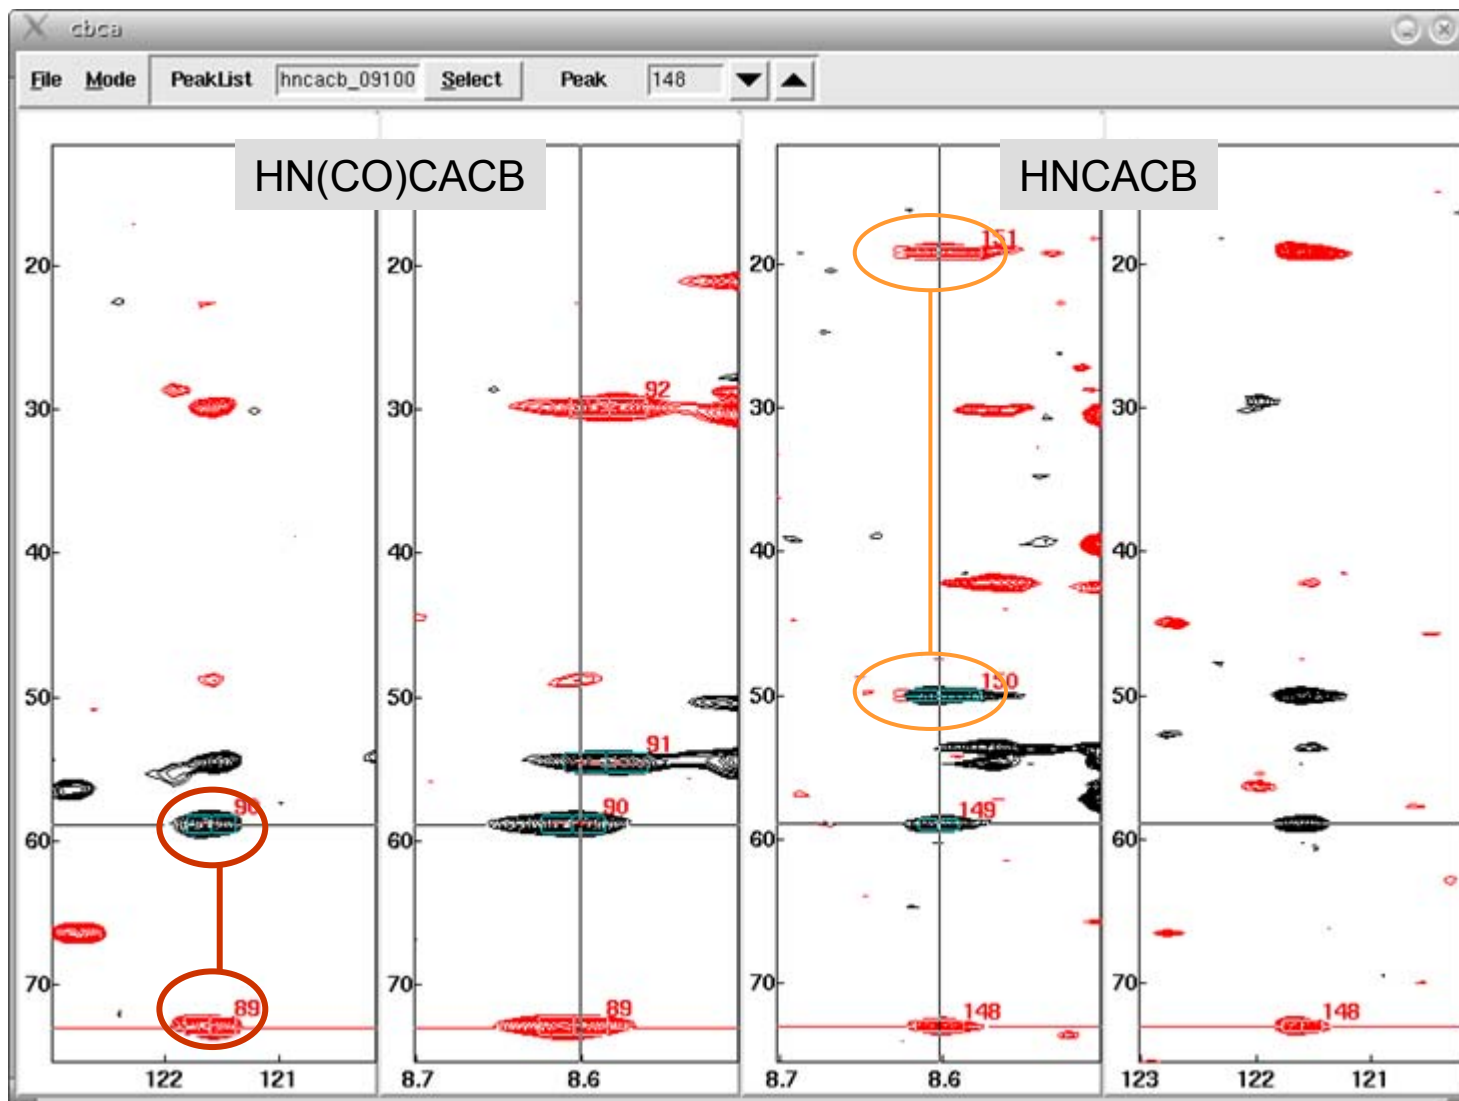 cbca
File Mode PeakList hncacb_09100 Select Peak 148
HN(CO)CACB HNCACB
20 20 20 20
30 30 30 30
40 40 40 40
50 50 50 50
60 60 60 60
70 70 70 70
151
92
150
91
90 90 149
89 89 148 148
122 121 8.7 8.6 8.7 8.6 123 122 121